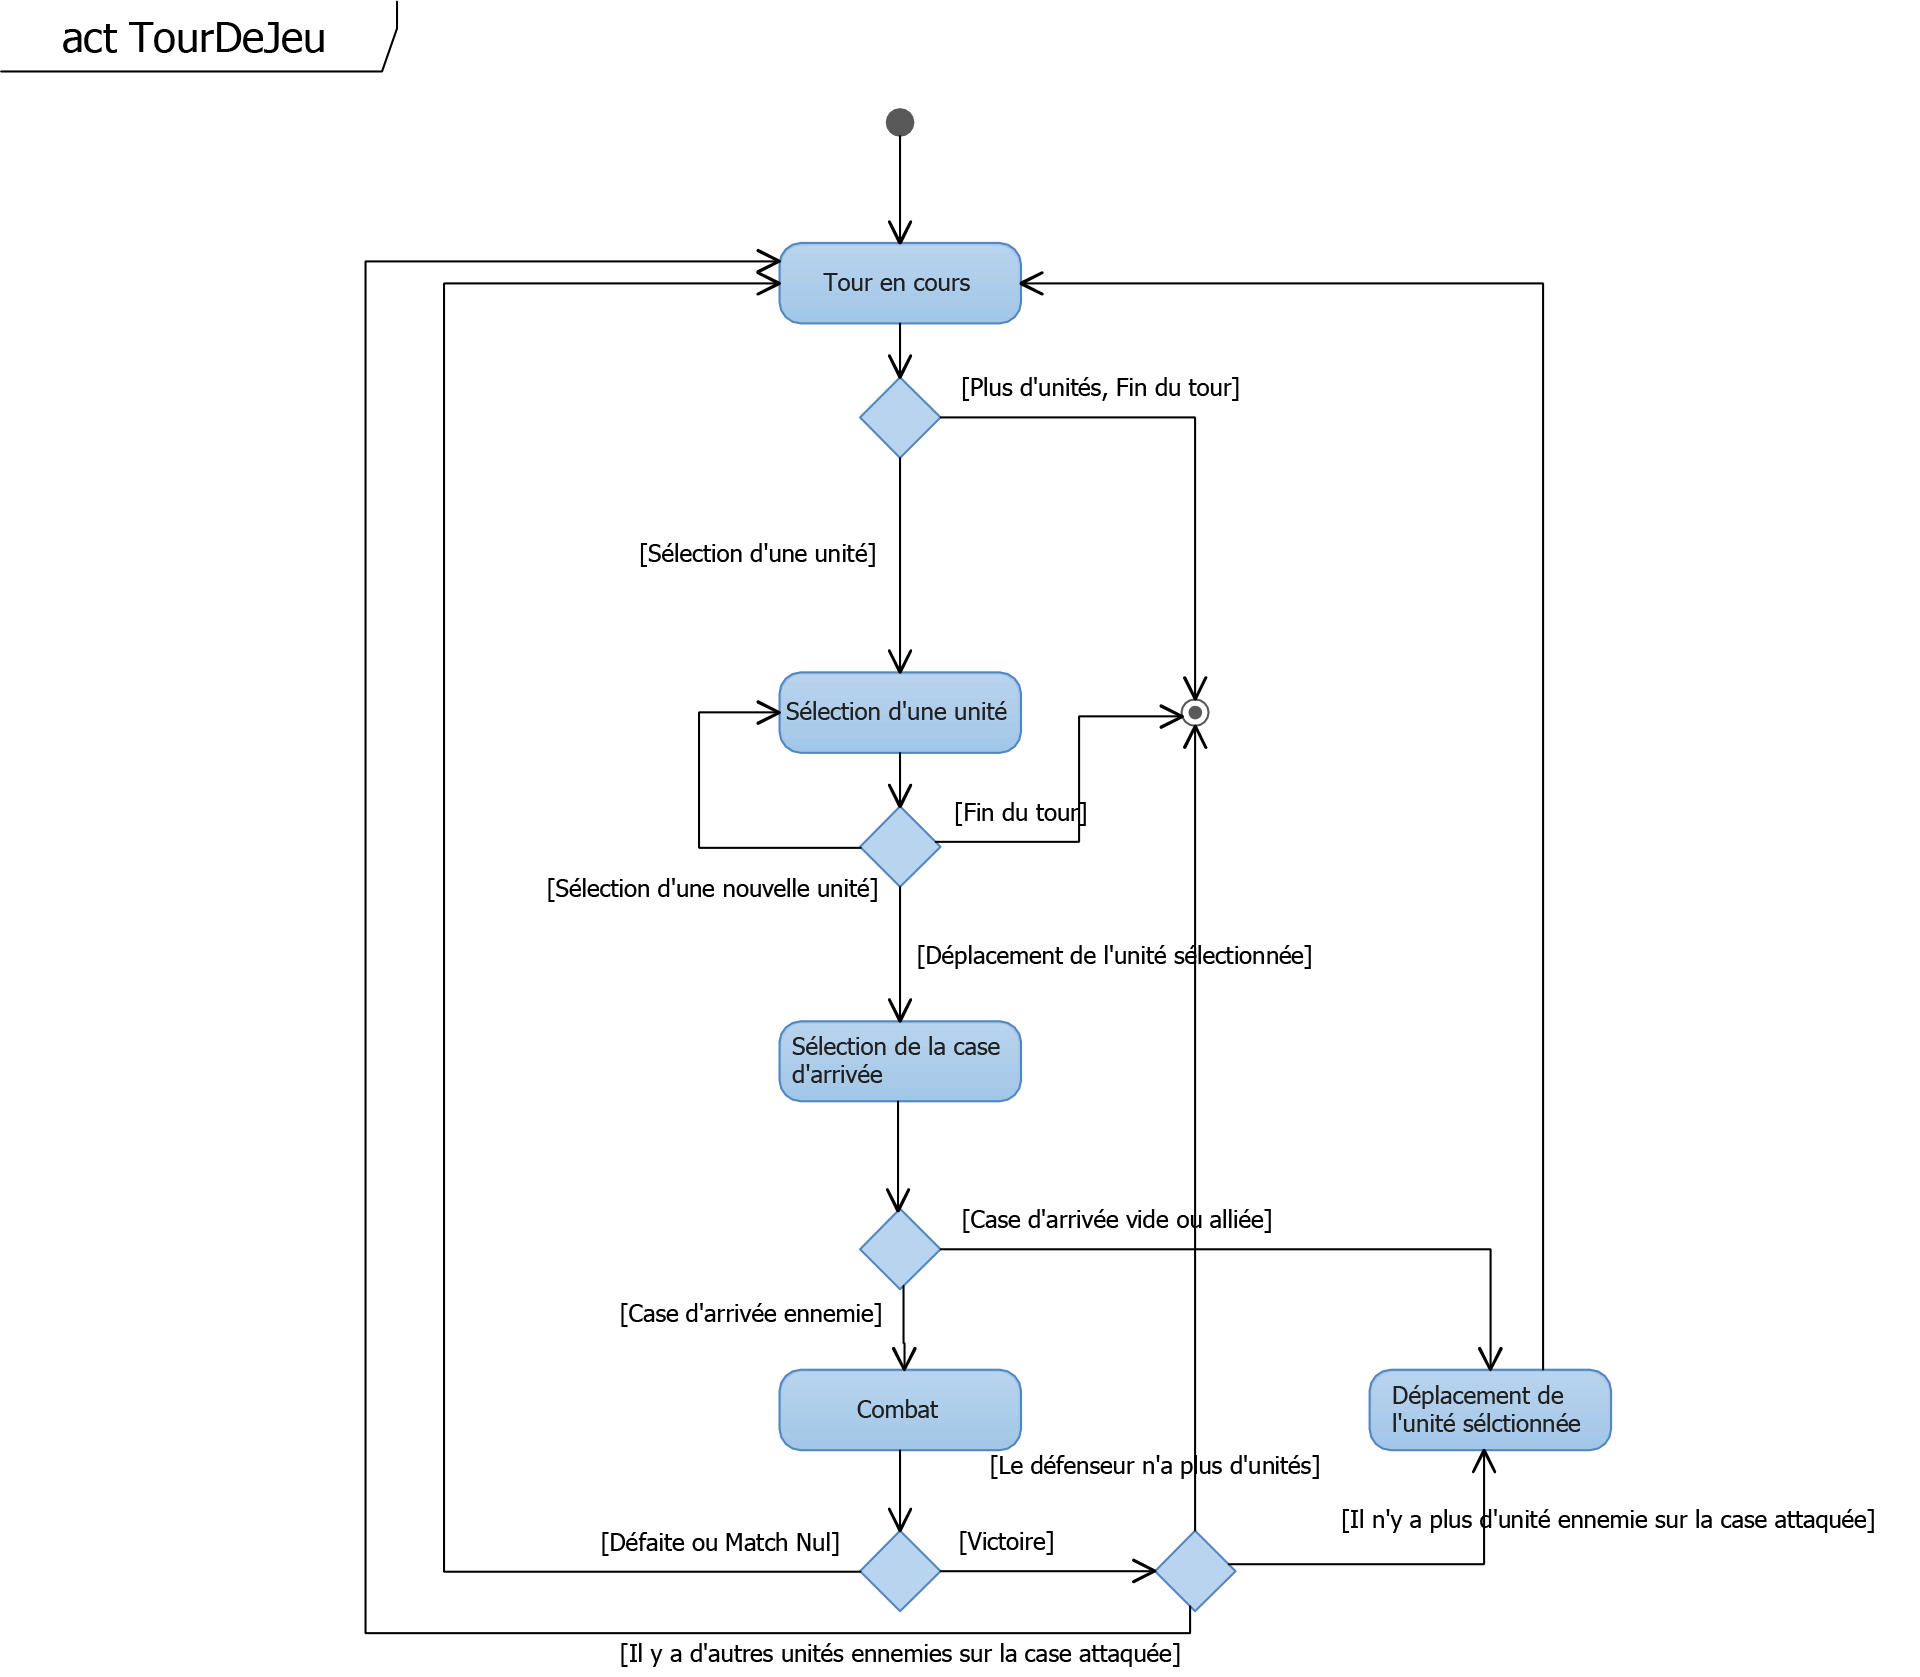 act TourDeJeu
Tour en cours
[Plus d'unités, Fin du tour]
[Sélection d'une unité]
Sélection d'une unité
[Fin du tour]
[Sélection d'une nouvelle unité]
[Déplacement de l'unité sélectionnée]
Sélection de la case
d'arrivée
[Case d'arrivée vide ou alliée]
[Case d'arrivée ennemie]
Combat
Déplacement de
l'unité sélctionnée
[Le défenseur n'a plus d'unités]
[Il n'y a plus d'unité ennemie sur la case attaquée]
[Défaite ou Match Nul]
[Victoire]
[Il y a d'autres unités ennemies sur la case attaquée]